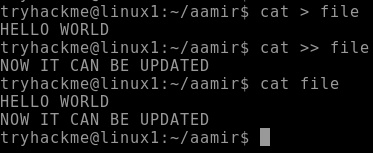 tryhackme@linux1:~/aamir$ cat > file
HELLO WORLD
tryhackme@linux1:~/aamir$ cat >> file
NOW IT CAN BE UPDATED
tryhackme@linux1:~/aamir$ cat file
HELLO WORLD
NOW IT CAN BE UPDATED
tryhackme@linux1:~/aamir$